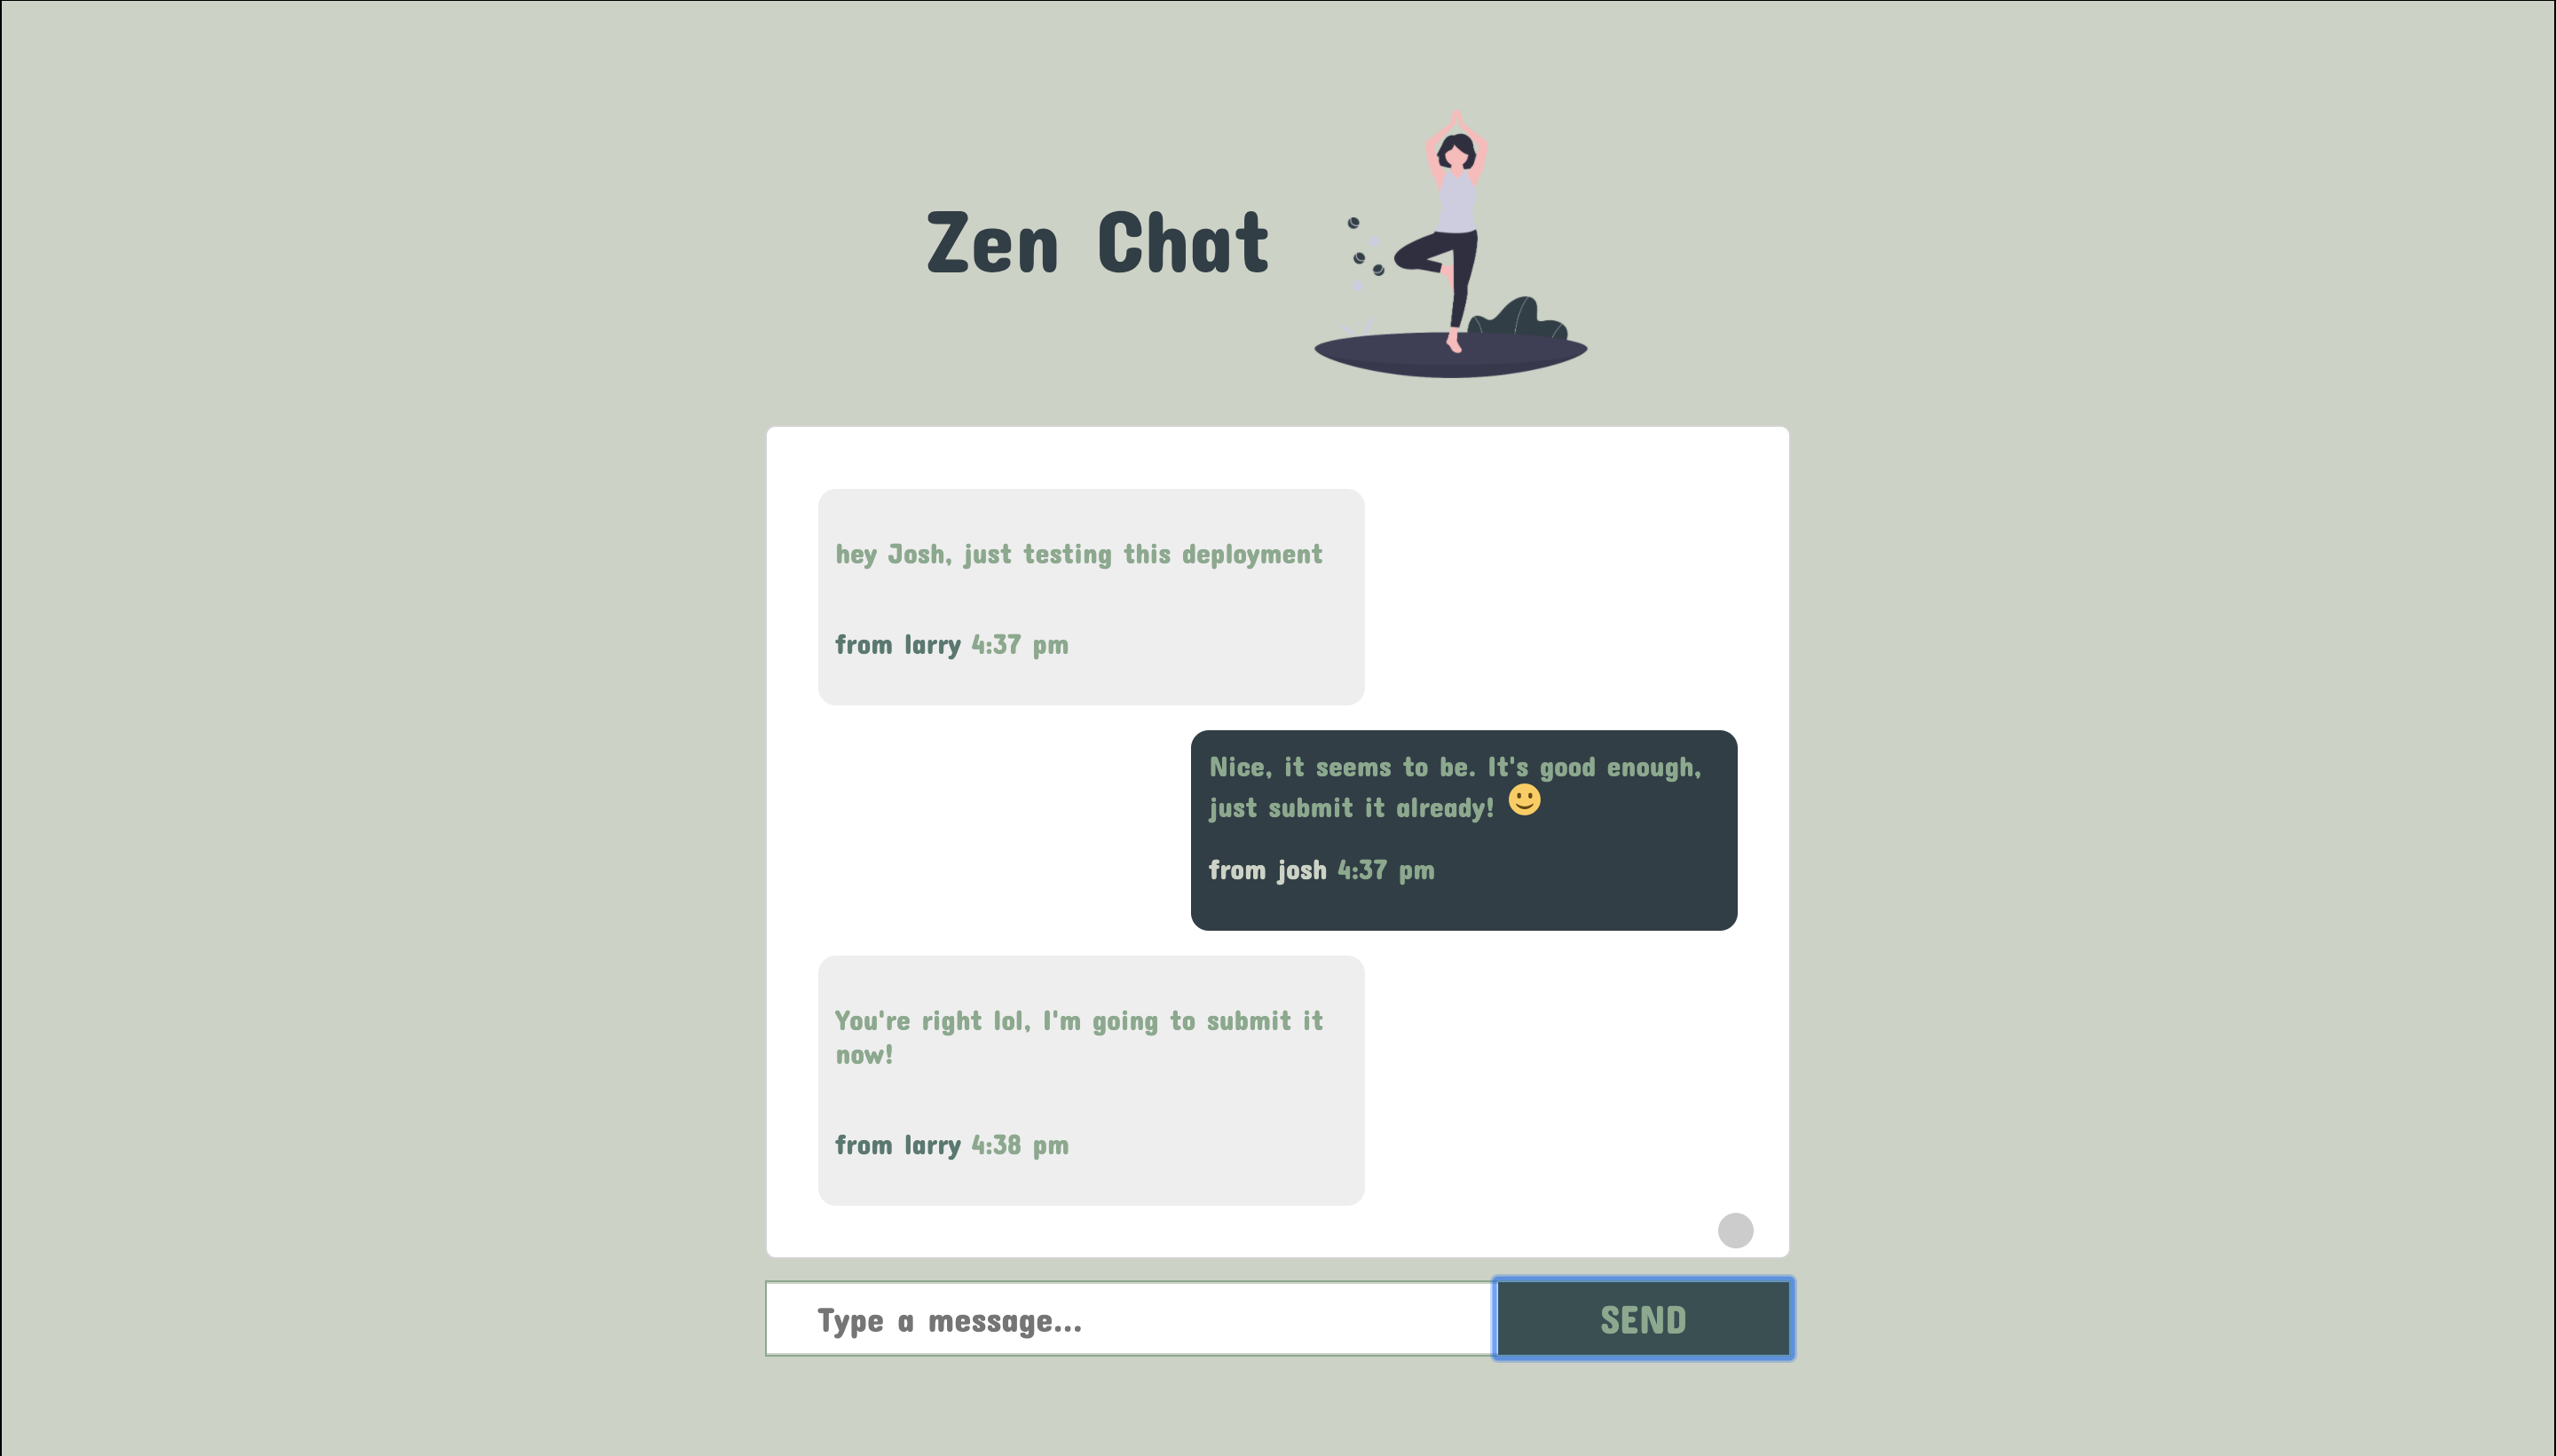 Zen Chat
hey Josh, just testing this deployment
from larry 4:37 pm
Nice, it seems to be. It's good enough,
just submit it already! 🙂
from josh 4:37 pm
You're right lol, I'm going to submit it
now!
from larry 4:38 pm
Type a message...
SEND